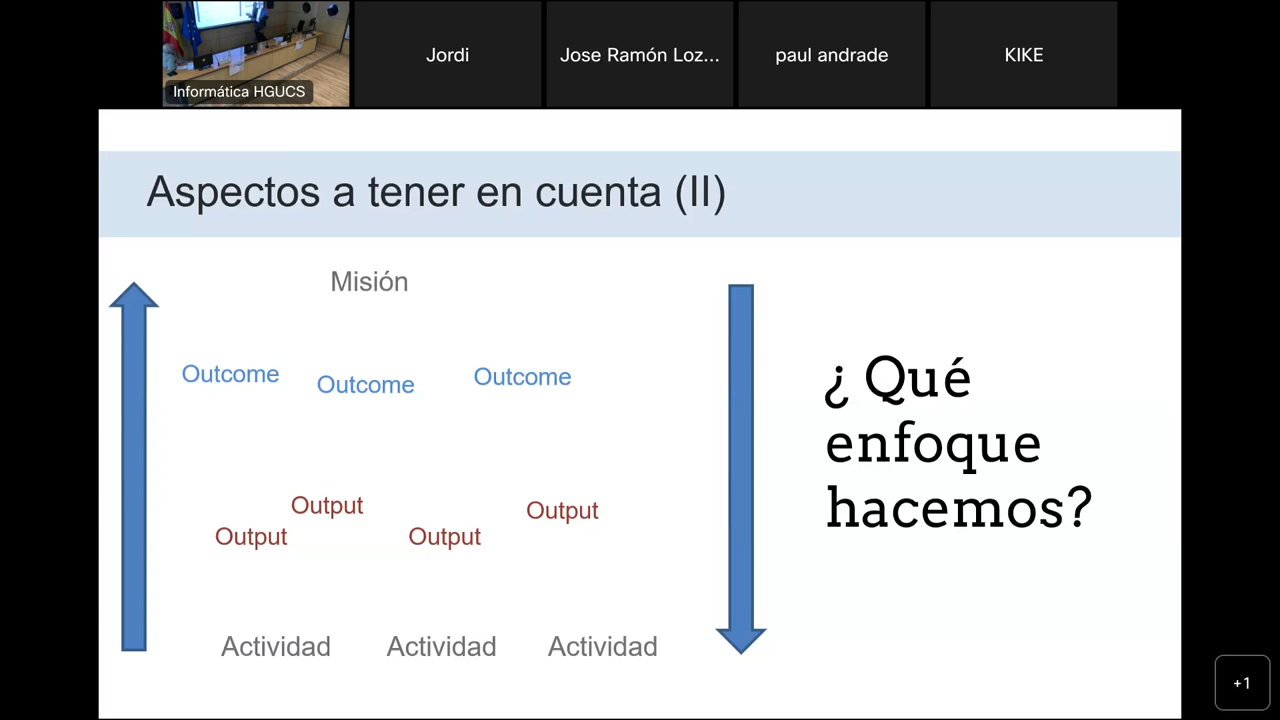 Informática HGUCS
Jordi
Jose Ramón Loz...
paul andrade
KIKE
Aspectos a tener en cuenta (II)
Misión
Outcome
Outcome
Outcome
Output
Output
Output
Output
Actividad Actividad Actividad
¿ Qué
enfoque
hacemos?
+1